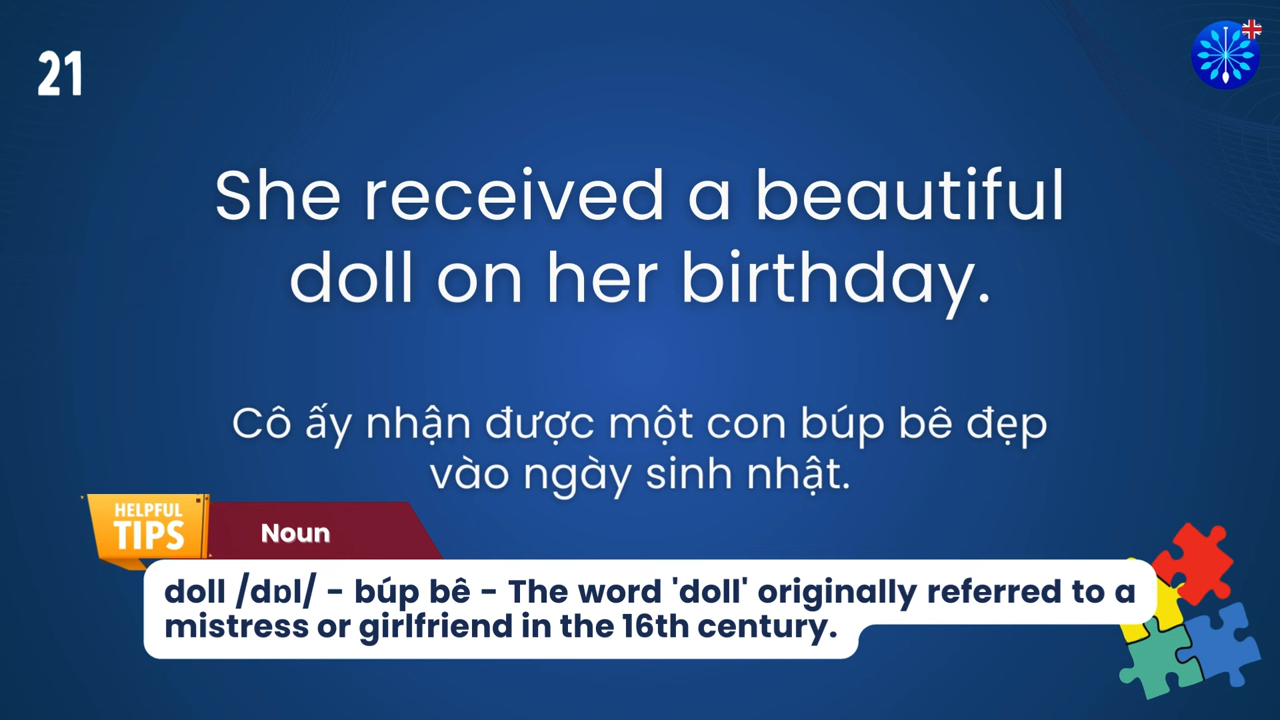 21
She received a beautiful
doll on her birthday.
Cô ấy nhận được một con búp bê đẹp
vào ngày sinh nhật.
HELPFUL
TIPS
Noun
doll /dɒl/ - búp bê - The word 'doll' originally referred to a
mistress or girlfriend in the 16th century.